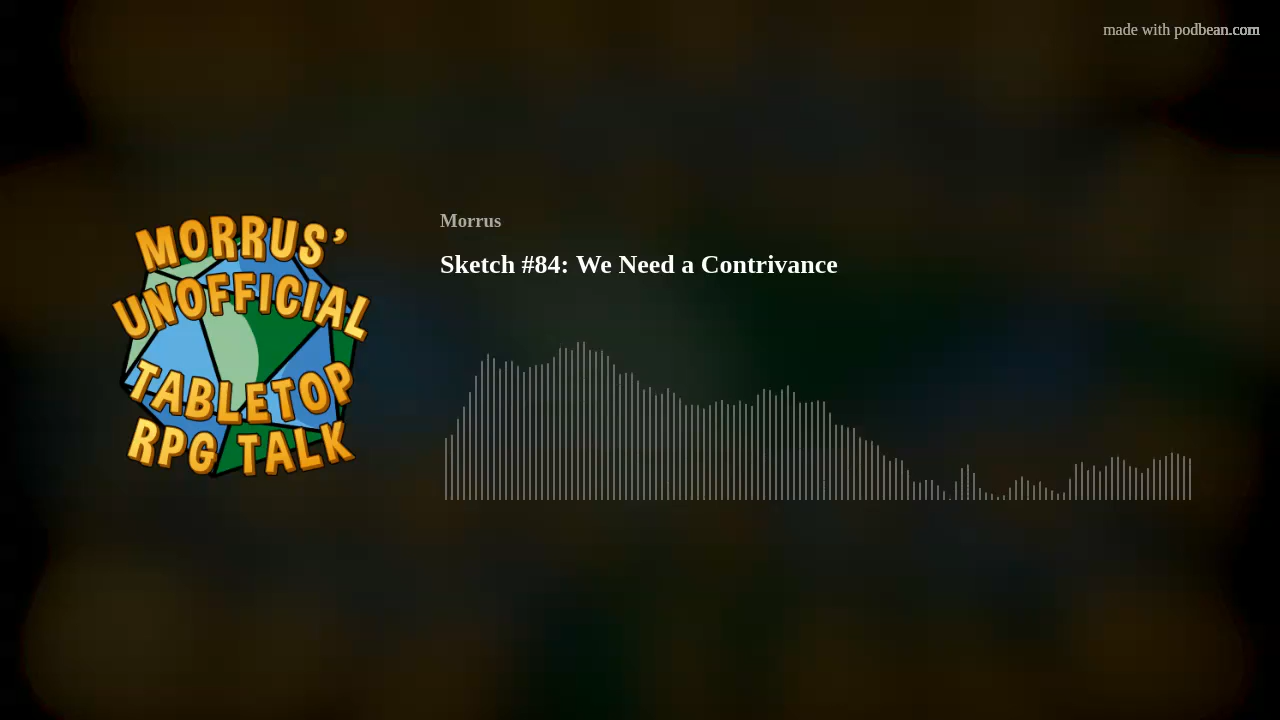 made with podbean.com
MORRUS'
UNOFFICIAL
TABLETOP
RPG TALK
Morrus
Sketch #84: We Need a Contrivance